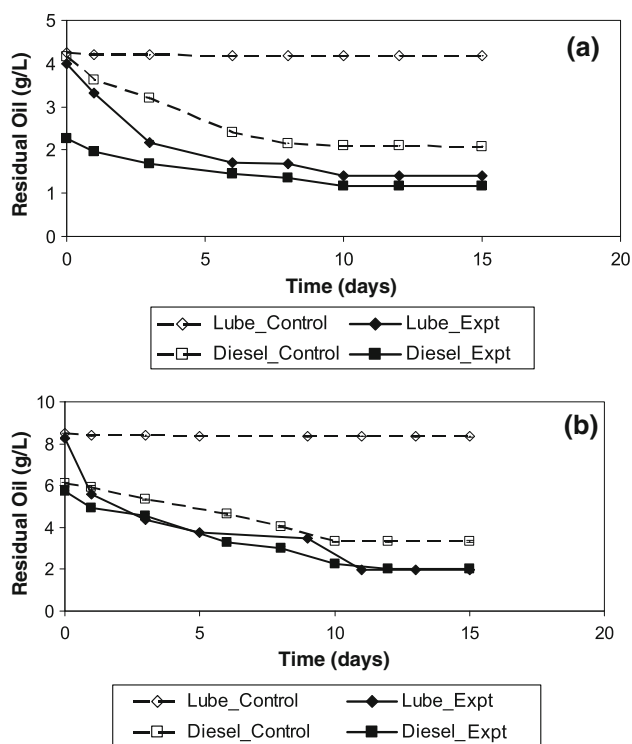 (a)
Residual Oil (g/L)
5
4
3
2
1
0
0 5 10 15 20
Time (days)
Lube_Control Lube_Expt
Diesel_Control Diesel_Expt
(b)
Residual Oil (g/L)
10
8
6
4
2
0
0 5 10 15 20
Time (days)
Lube_Control Lube_Expt
Diesel_Control Diesel_Expt